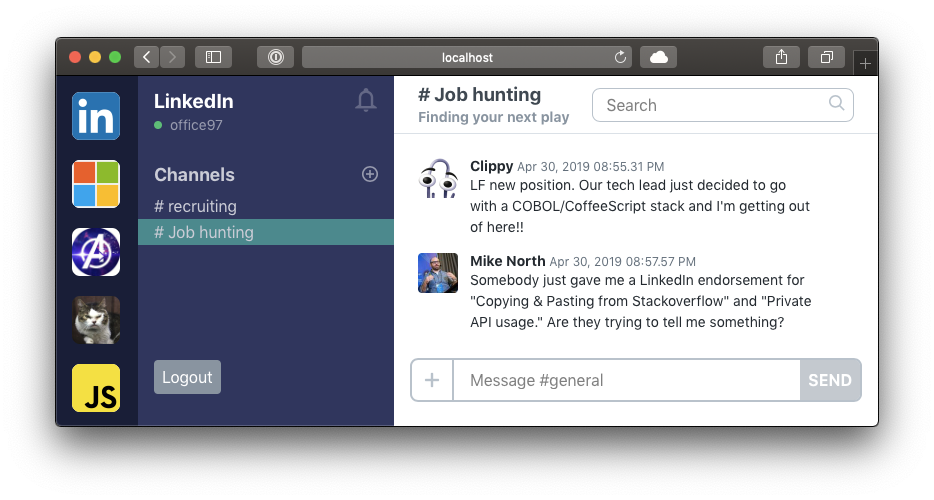 localhost
in
JS
LinkedIn
office97
Channels
# recruiting
# Job hunting
Logout
# Job hunting
Finding your next play
Search
Clippy Apr 30, 2019 08:55.31 PM
LF new position. Our tech lead just decided to go
with a COBOL/CoffeeScript stack and I'm getting out
of here!!
Mike North Apr 30, 2019 08:57.57 PM
Somebody just gave me a LinkedIn endorsement for
"Copying & Pasting from Stackoverflow" and "Private
API usage." Are they trying to tell me something?
Message #general
SEND